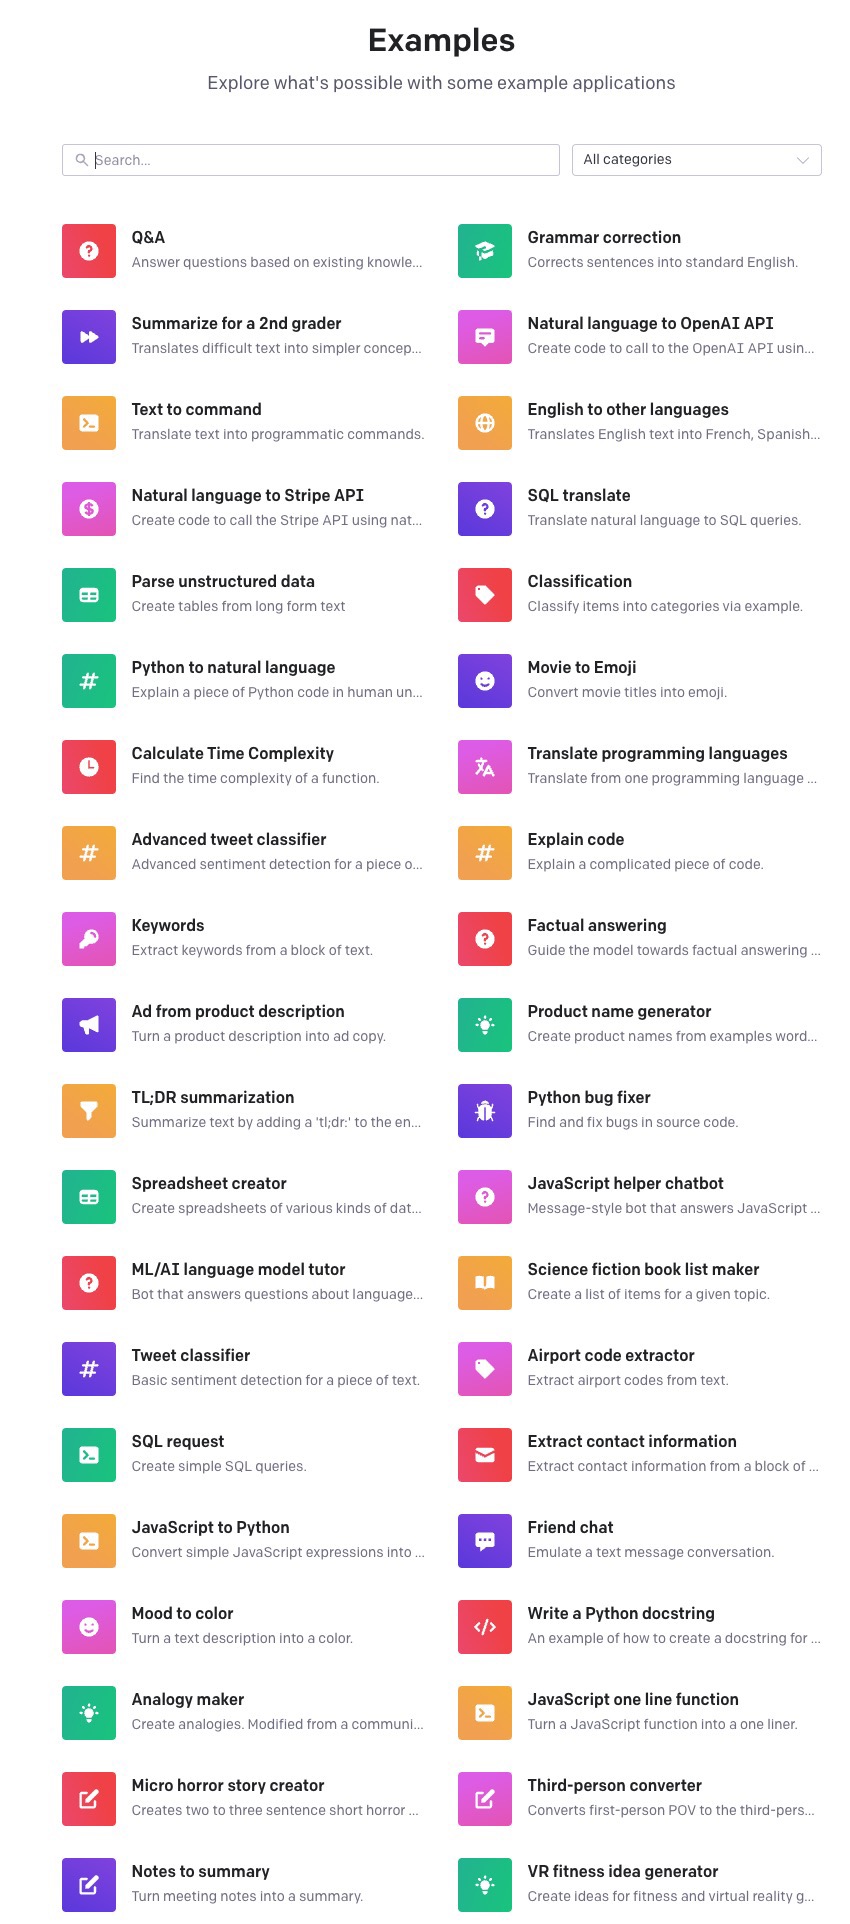 Examples
Explore what's possible with some example applications
Search...
All categories
Q&A
Answer questions based on existing knowle...
Grammar correction
Corrects sentences into standard English.
Summarize for a 2nd grader
Translates difficult text into simpler concep...
Natural language to OpenAI API
Create code to call to the OpenAI API usin...
Text to command
Translate text into programmatic commands.
English to other languages
Translates English text into French, Spanish...
Natural language to Stripe API
Create code to call the Stripe API using nat...
SQL translate
Translate natural language to SQL queries.
Parse unstructured data
Create tables from long form text
Classification
Classify items into categories via example.
Python to natural language
Explain a piece of Python code in human un...
Movie to Emoji
Convert movie titles into emoji.
Calculate Time Complexity
Find the time complexity of a function.
Translate programming languages
Translate from one programming language ...
Advanced tweet classifier
Advanced sentiment detection for a piece o...
Explain code
Explain a complicated piece of code.
Keywords
Extract keywords from a block of text.
Factual answering
Guide the model towards factual answering ...
Ad from product description
Turn a product description into ad copy.
Product name generator
Create product names from examples word...
TL;DR summarization
Summarize text by adding a 'tl;dr:' to the en...
Python bug fixer
Find and fix bugs in source code.
Spreadsheet creator
Create spreadsheets of various kinds of dat...
JavaScript helper chatbot
Message-style bot that answers JavaScript ...
ML/AI language model tutor
Bot that answers questions about language...
Science fiction book list maker
Create a list of items for a given topic.
Tweet classifier
Basic sentiment detection for a piece of text.
Airport code extractor
Extract airport codes from text.
SQL request
Create simple SQL queries.
Extract contact information
Extract contact information from a block of ...
JavaScript to Python
Convert simple JavaScript expressions into ...
Friend chat
Emulate a text message conversation.
Mood to color
Turn a text description into a color.
Write a Python docstring
An example of how to create a docstring for ...
Analogy maker
Create analogies. Modified from a communi...
JavaScript one line function
Turn a JavaScript function into a one liner.
Micro horror story creator
Creates two to three sentence short horror ...
Third-person converter
Converts first-person POV to the third-pers...
Notes to summary
Turn meeting notes into a summary.
VR fitness idea generator
Create ideas for fitness and virtual reality g...